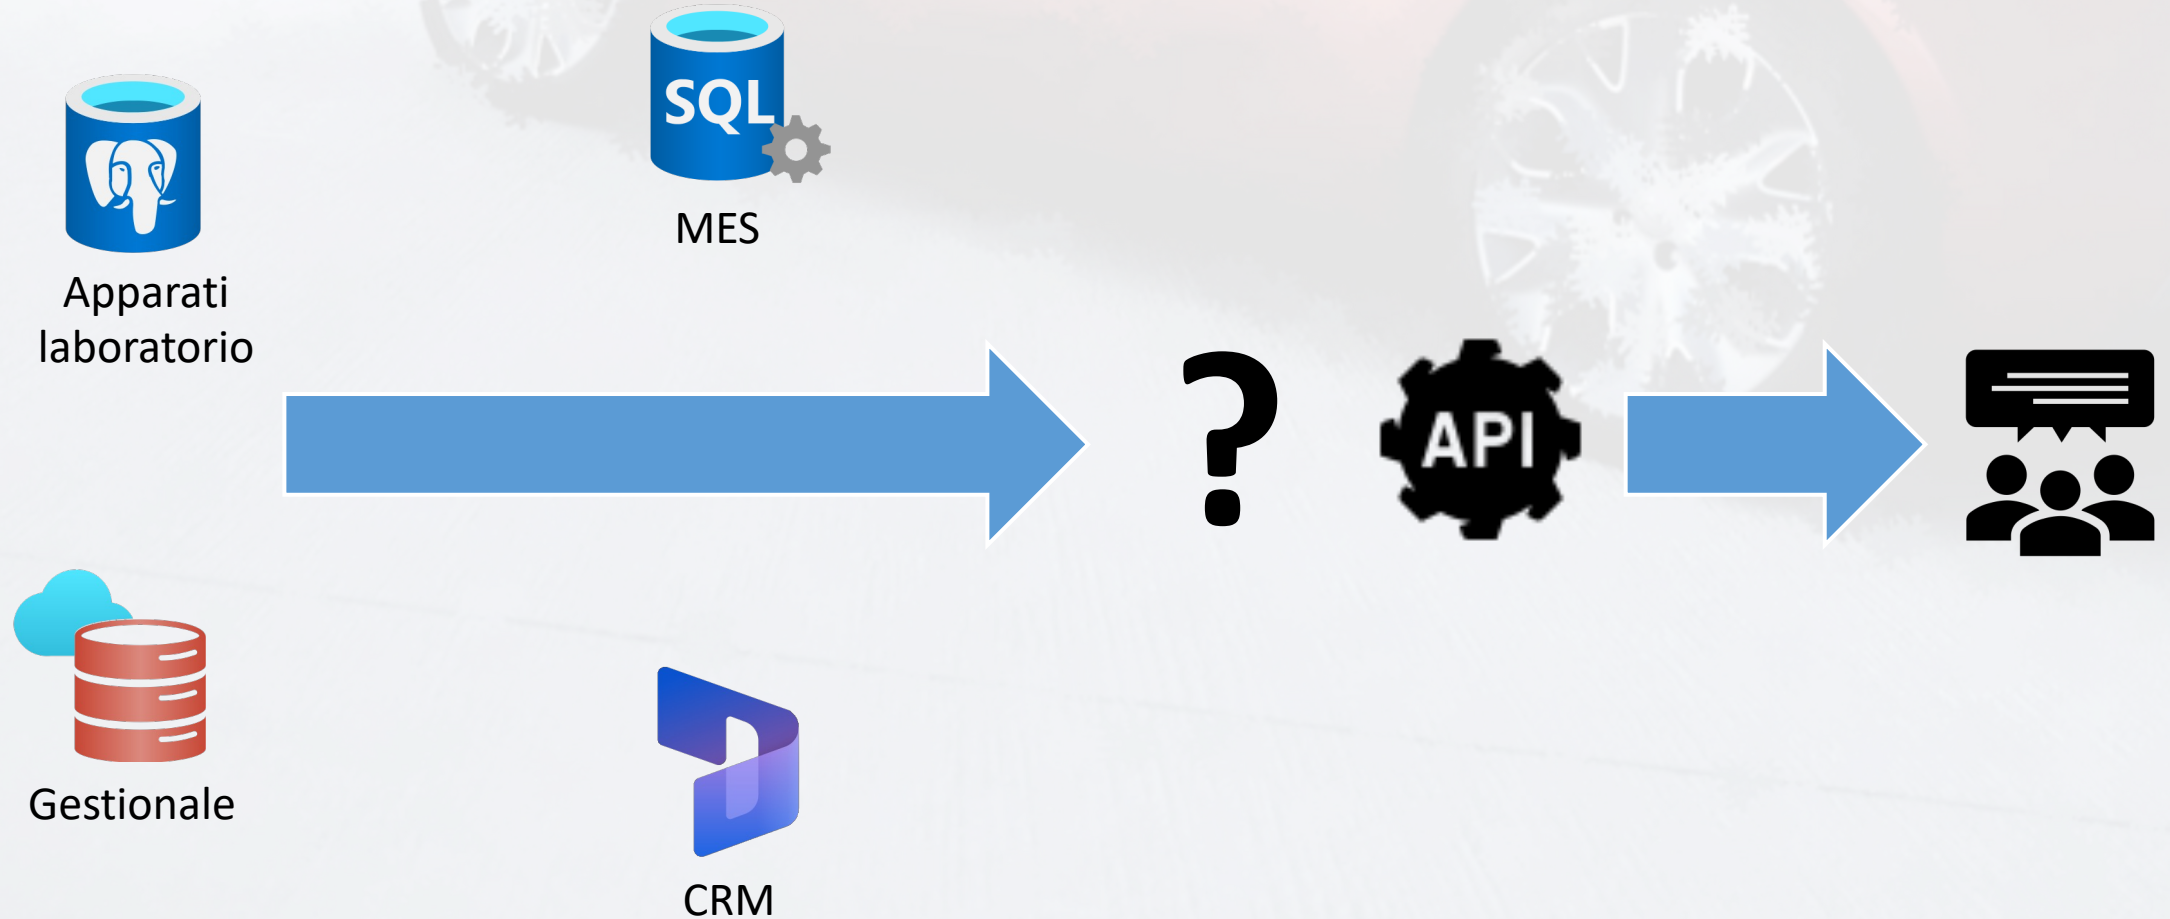 SQL
MES
Apparati
laboratorio
?
API
Gestionale
CRM